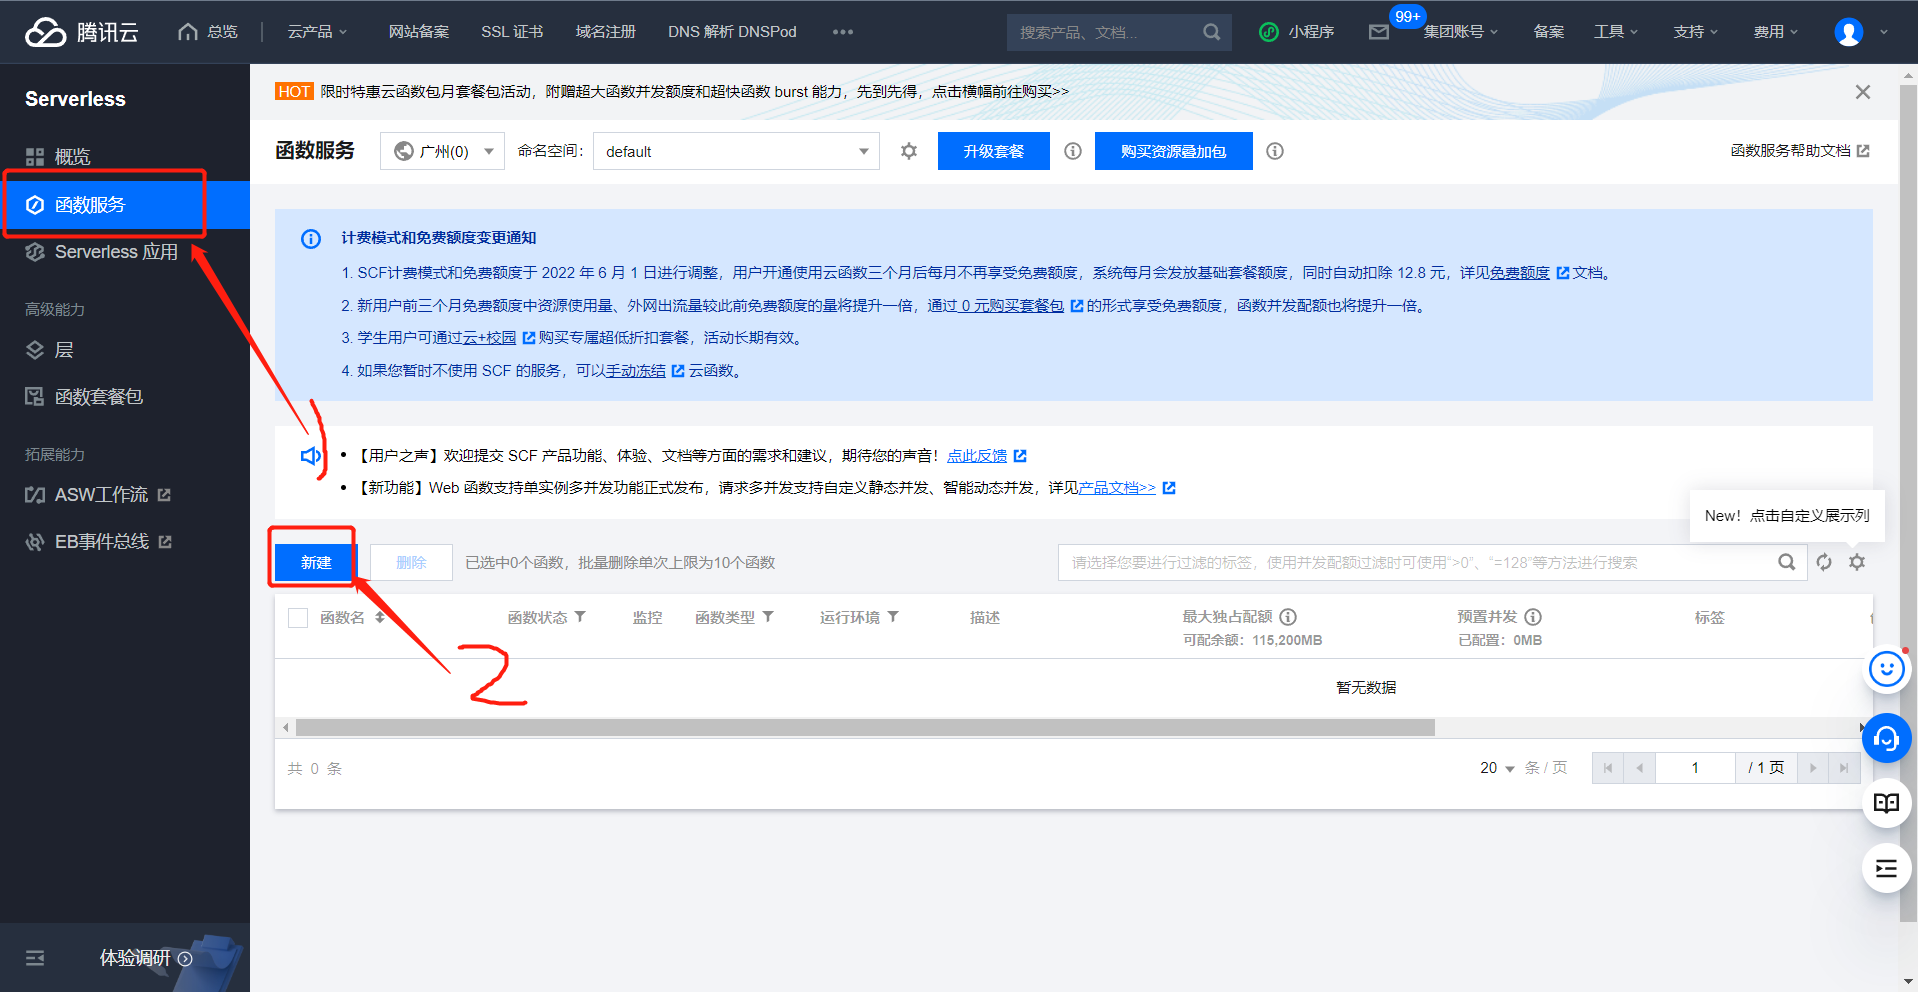 腾讯云
总览
云产品
网站备案
SSL 证书
域名注册
DNS 解析 DNSPod
搜索产品、文档...
小程序
99+
集团账号
备案
工具
支持
费用
Serverless
概览
函数服务
Serverless 应用
高级能力
层
函数套餐包
拓展能力
ASW工作流
EB事件总线
体验调研
HOT 限时特惠云函数包月套餐包活动，附赠超大函数并发额度和超快函数 burst 能力，先到先得，点击横幅前往购买>>
函数服务
广州(0)
命名空间：
default
升级套餐
购买资源叠加包
函数服务帮助文档
计费模式和免费额度变更通知
1. SCF计费模式和免费额度于 2022 年 6 月 1 日进行调整，用户开通使用云函数三个月后每月不再享受免费额度，系统每月会发放基础套餐额度，同时自动扣除 12.8 元，详见免费额度 文档。
2. 新用户前三个月免费额度中资源使用量、外网出流量较此前免费额度的量将提升一倍，通过 0 元购买套餐包 的形式享受免费额度，函数并发配额也将提升一倍。
3. 学生用户可通过云+校园 购买专属超低折扣套餐，活动长期有效。
4. 如果您暂时不使用 SCF 的服务，可以手动冻结 云函数。
• 【用户之声】欢迎提交 SCF 产品功能、体验、文档等方面的需求和建议，期待您的声音！点此反馈
• 【新功能】Web 函数支持单实例多并发功能正式发布，请求多并发支持自定义静态并发、智能动态并发，详见产品文档>>
New！点击自定义展示列
新建
删除
已选中0个函数，批量删除单次上限为10个函数
请选择您要进行过滤的标签，使用并发配额过滤时可使用“>0”、“=128”等方法进行搜索
函数名
函数状态
监控
函数类型
运行环境
描述
最大独占配额
可配余额：115,200MB
预置并发
已配置：0MB
标签
2
暂无数据
共 0 条
20 条 / 页
1
/ 1 页